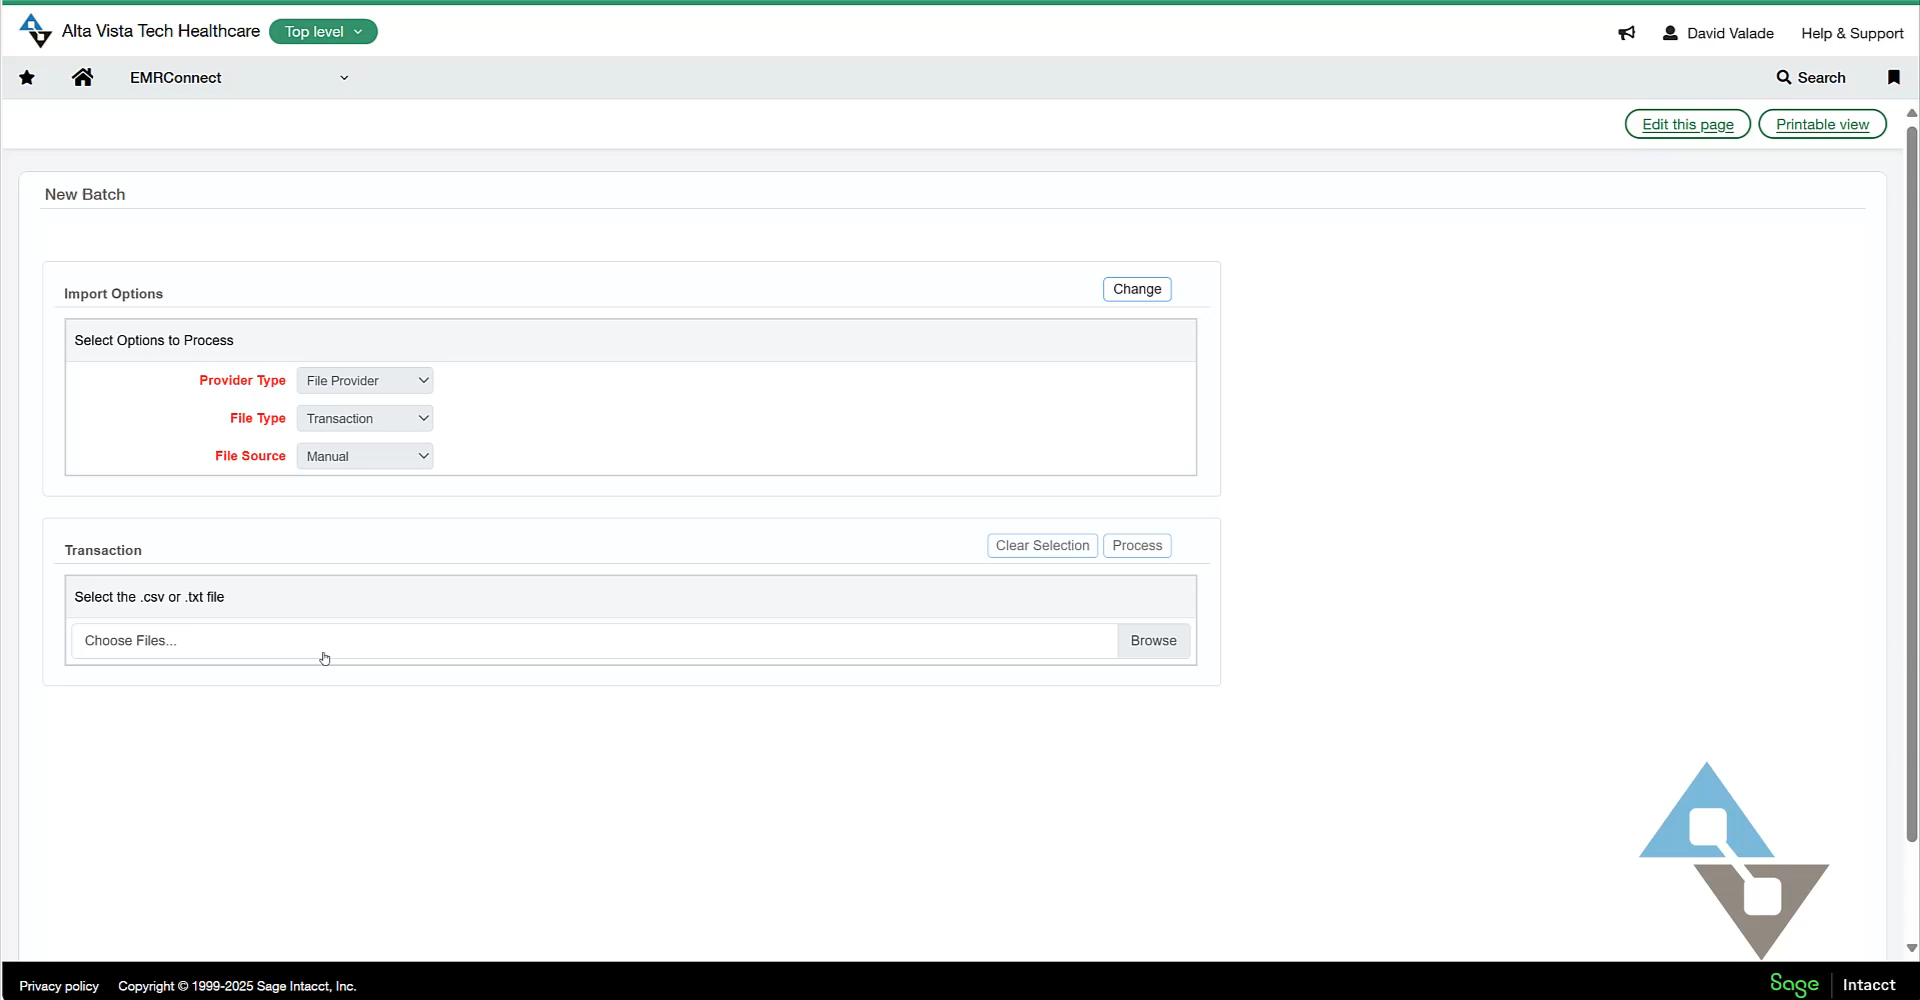 Alta Vista Tech Healthcare Top level
David Valade Help & Support
EMRConnect Search
Edit this page Printable view
New Batch
Import Options Change
Select Options to Process
Provider Type File Provider
File Type Transaction
File Source Manual
Transaction Clear Selection Process
Select the .csv or .txt file
Choose Files... Browse
Privacy policy Copyright © 1999-2025 Sage Intacct, Inc. Sage Intacct